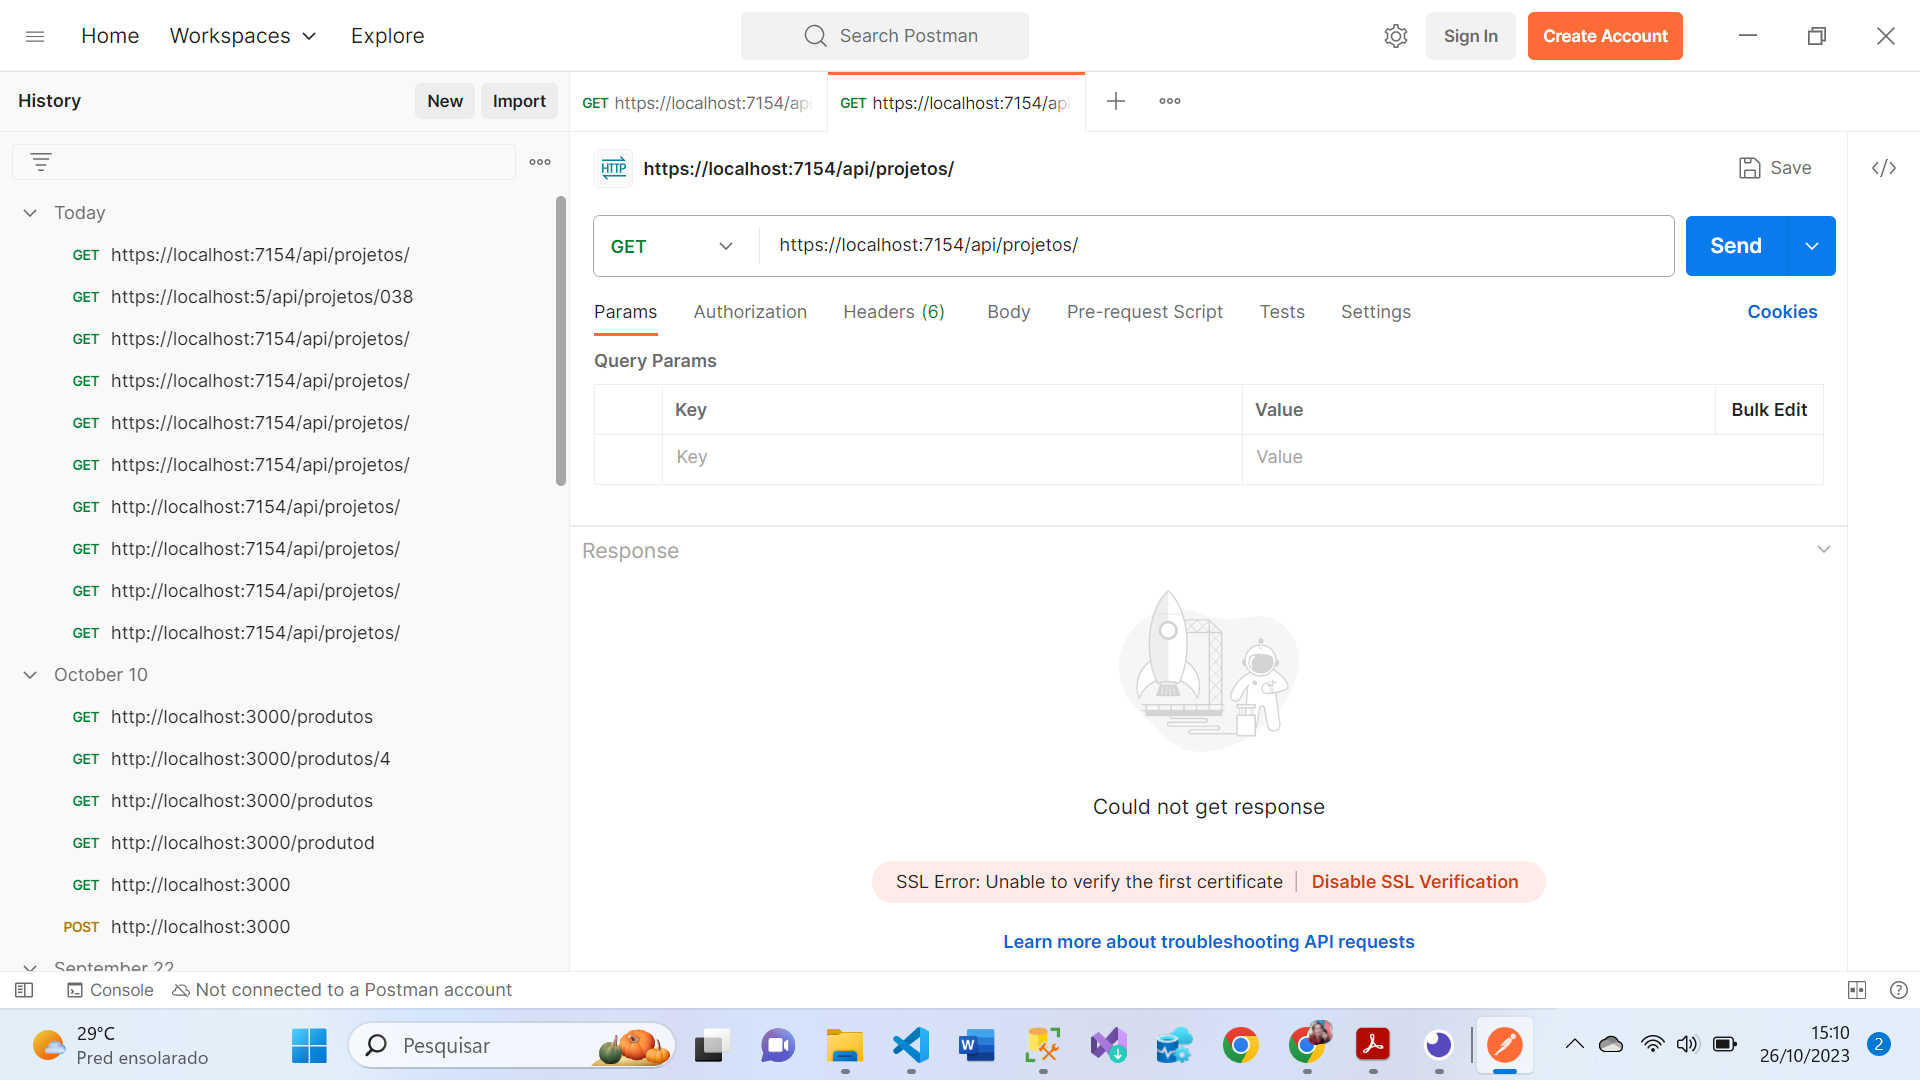 Home
Workspaces
Explore
Search Postman
Sign In
Create Account
History
New
Import
GET https://localhost:7154/api
GET https://localhost:7154/api
Today
GET https://localhost:7154/api/projetos/
GET https://localhost:5/api/projetos/038
GET https://localhost:7154/api/projetos/
GET https://localhost:7154/api/projetos/
GET https://localhost:7154/api/projetos/
GET https://localhost:7154/api/projetos/
GET http://localhost:7154/api/projetos/
GET http://localhost:7154/api/projetos/
GET http://localhost:7154/api/projetos/
GET http://localhost:7154/api/projetos/
October 10
GET http://localhost:3000/produtos
GET http://localhost:3000/produtos/4
GET http://localhost:3000/produtos
GET http://localhost:3000/produtod
GET http://localhost:3000
POST http://localhost:3000
September 22
HTTP
https://localhost:7154/api/projetos/
Save
GET
https://localhost:7154/api/projetos/
Send
Params
Authorization
Headers (6)
Body
Pre-request Script
Tests
Settings
Cookies
Query Params
Key
Value
Bulk Edit
Key
Value
Response
Could not get response
SSL Error: Unable to verify the first certificate
Disable SSL Verification
Learn more about troubleshooting API requests
Console
Not connected to a Postman account
29°C
Pred ensolarado
Pesquisar
W
15:10
26/10/2023
2